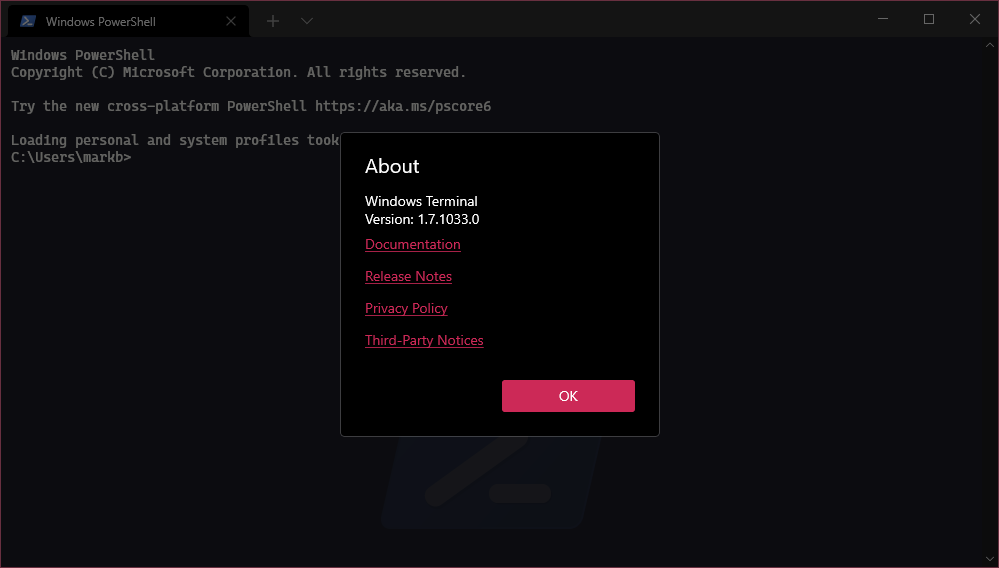 Windows PowerShell
Windows PowerShell
Copyright (C) Microsoft Corporation. All rights reserved.
Try the new cross-platform PowerShell https://aka.ms/pscore6
Loading personal and system profiles took
C:\Users\markb>
About
Windows Terminal
Version: 1.7.1033.0
Documentation
Release Notes
Privacy Policy
Third-Party Notices
OK